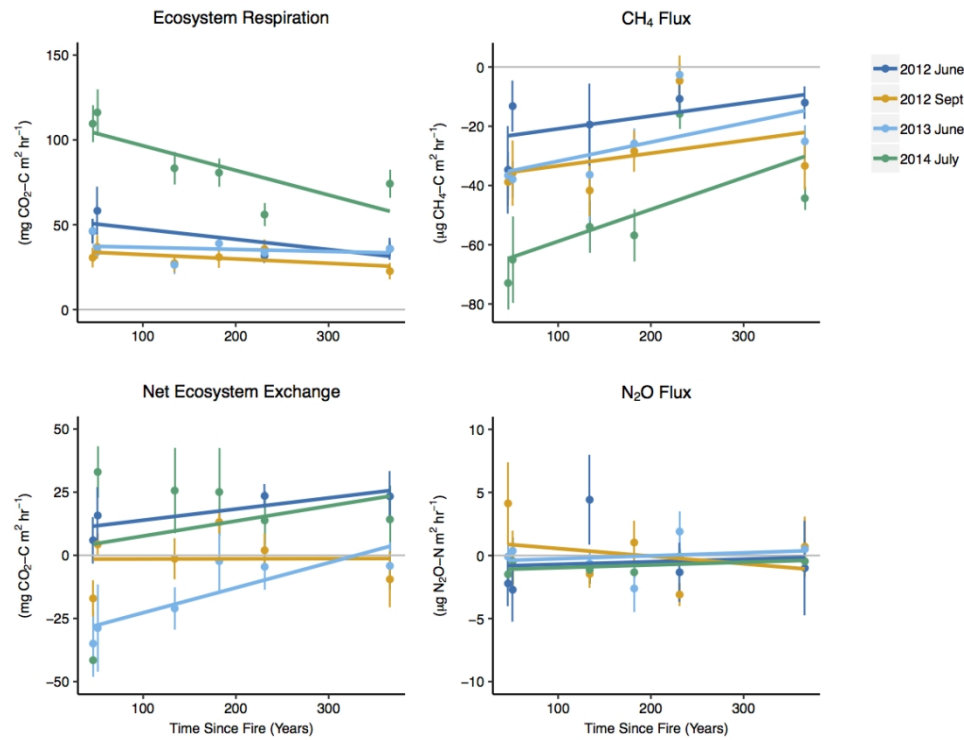 Ecosystem Respiration
CH₄ Flux
(mg CO₂–C m² hr⁻¹)
150
100
50
0
100
200
300
(µg CH₄–C m² hr⁻¹)
0
−20
−40
−60
−80
100
200
300
2012 June
2012 Sept
2013 June
2014 July
Net Ecosystem Exchange
N₂O Flux
(mg CO₂–C m² hr⁻¹)
50
25
0
−25
−50
100
200
300
Time Since Fire (Years)
(µg N₂O–N m² hr⁻¹)
10
5
0
−5
−10
100
200
300
Time Since Fire (Years)